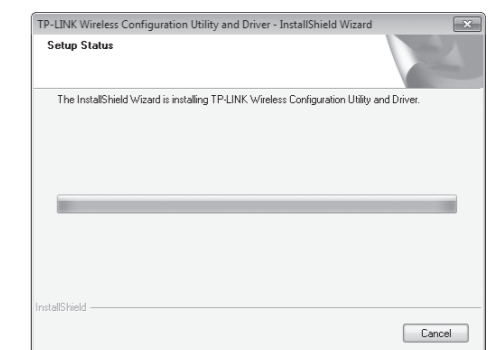 TP-LINK Wireless Configuration Utility and Driver - InstallShield Wizard
Setup Status
The InstallShield Wizard is installing TP-LINK Wireless Configuration Utility and Driver.
InstallShield
Cancel